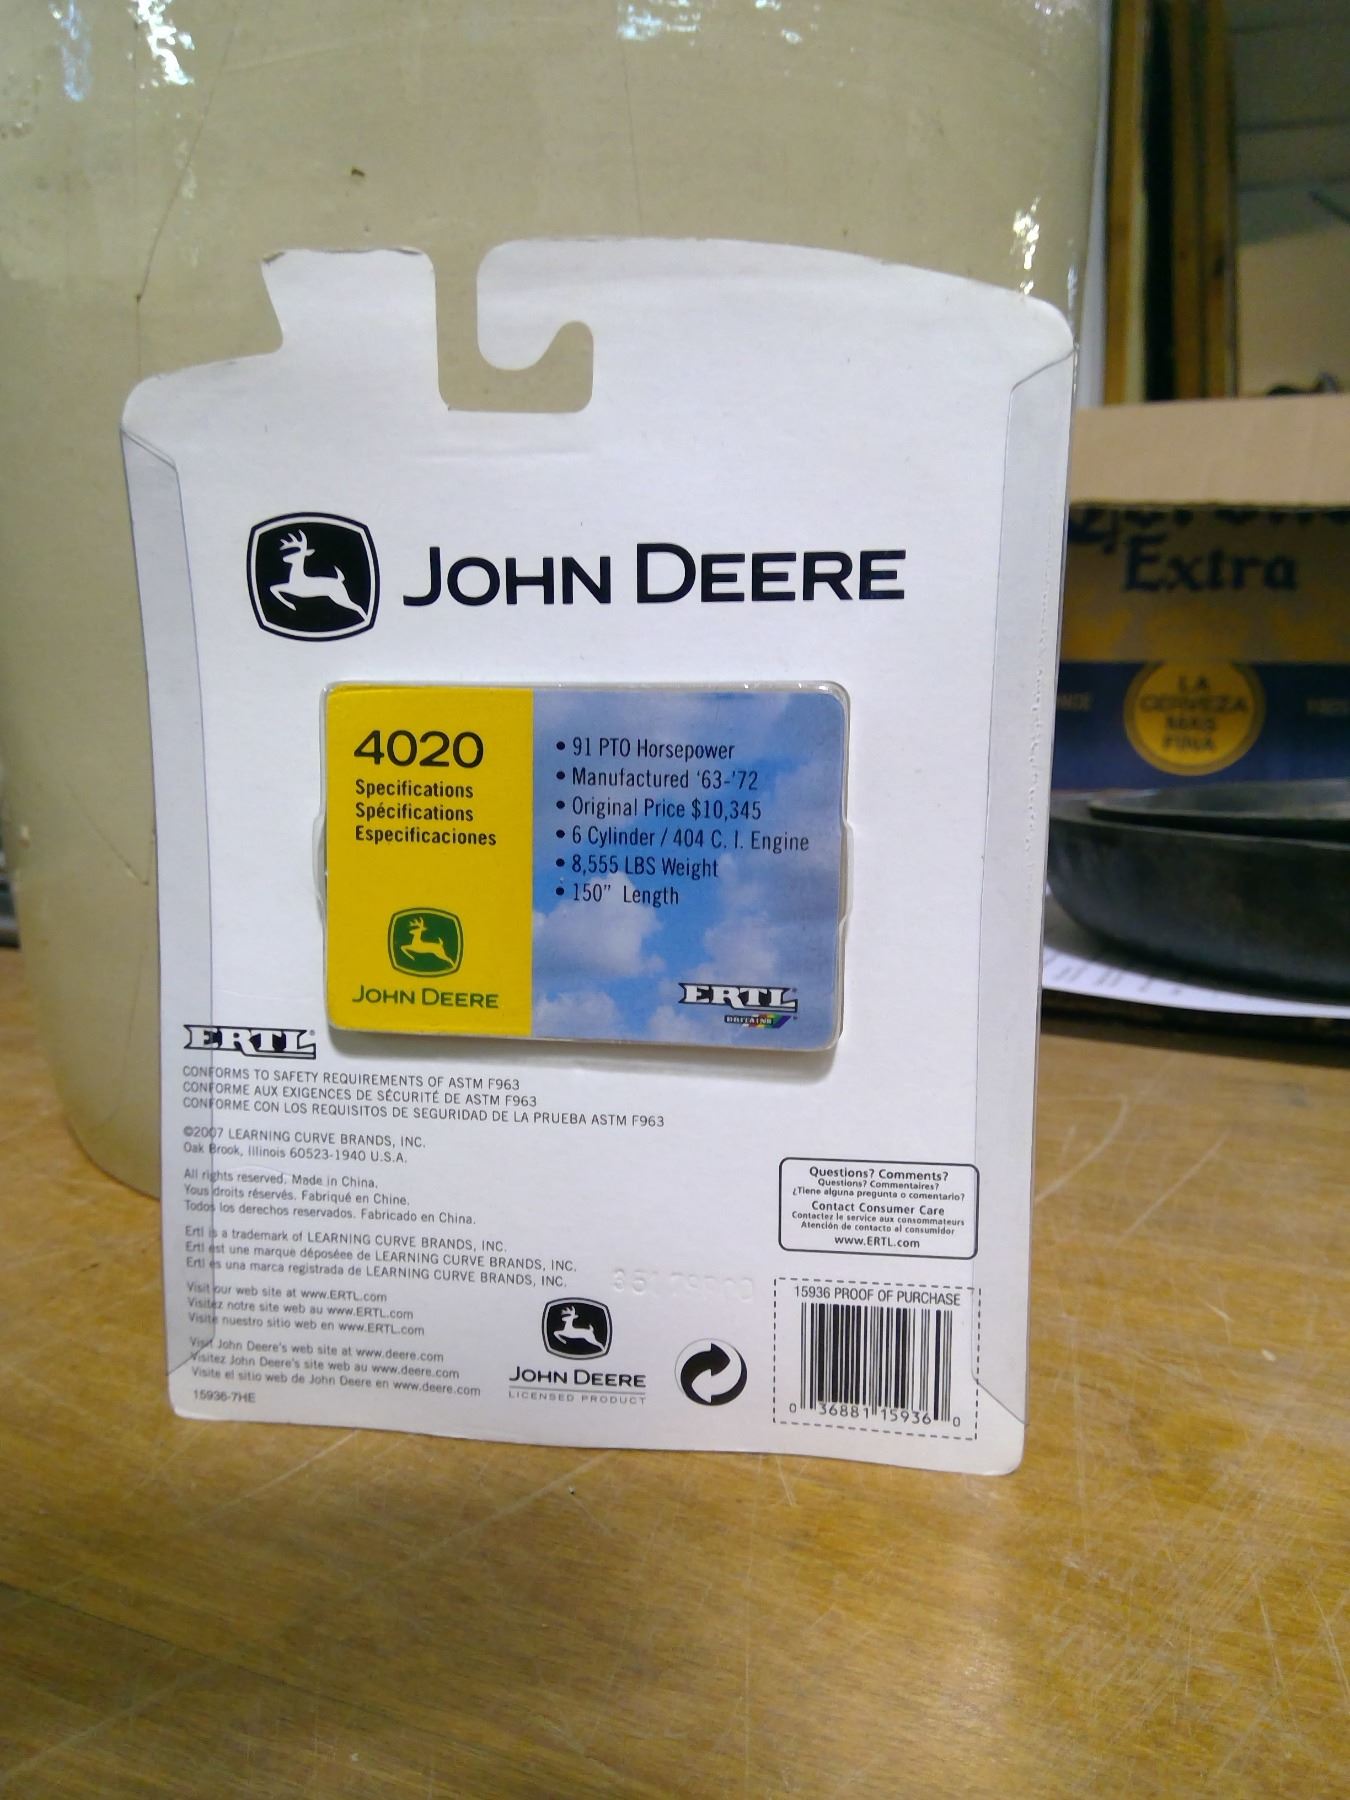 JOHN DEERE
4020
Specifications
Spécifications
Especificaciones
JOHN DEERE
• 91 PTO Horsepower
• Manufactured '63-'72
• Original Price $10,345
• 6 Cylinder / 404 C. I. Engine
• 8,555 LBS Weight
• 150" Length
ERTL
BRITAINS
ERTL
CONFORMS TO SAFETY REQUIREMENTS OF ASTM F963
CONFORME AUX EXIGENCES DE SÉCURITÉ DE ASTM F963
CONFORME CON LOS REQUISITOS DE SEGURIDAD DE LA PRUEBA ASTM F963
©2007 LEARNING CURVE BRANDS, INC.
Oak Brook, Illinois 60523-1940 U.S.A.
All rights reserved. Made in China.
Vous droits réservés. Fabriqué en Chine.
Todos los derechos reservados. Fabricado en China.
Ertl is a trademark of LEARNING CURVE BRANDS, INC.
Ertl est une marque déposéee de LEARNING CURVE BRANDS, INC.
Ertl es una marca registrada de LEARNING CURVE BRANDS, INC.
Visit our web site at www.ERTL.com
Visitez notre site web au www.ERTL.com
Visite nuestro sitio web en www.ERTL.com
Visit John Deere's web site at www.deere.com
Visitez John Deere's site web au www.deere.com
Visite el sitio web de John Deere en www.deere.com
15936-7HE
JOHN DEERE
LICENSED PRODUCT
Questions? Comments?
Questions? Commentaires?
¿Tiene alguna pregunta o comentario?
Contact Consumer Care
Contactez le service aux consommateurs
Atención de contacto al consumidor
www.ERTL.com
15936 PROOF OF PURCHASE
0 36881 15936 0
Extra
LA
CERVEZA
MAS
FINA